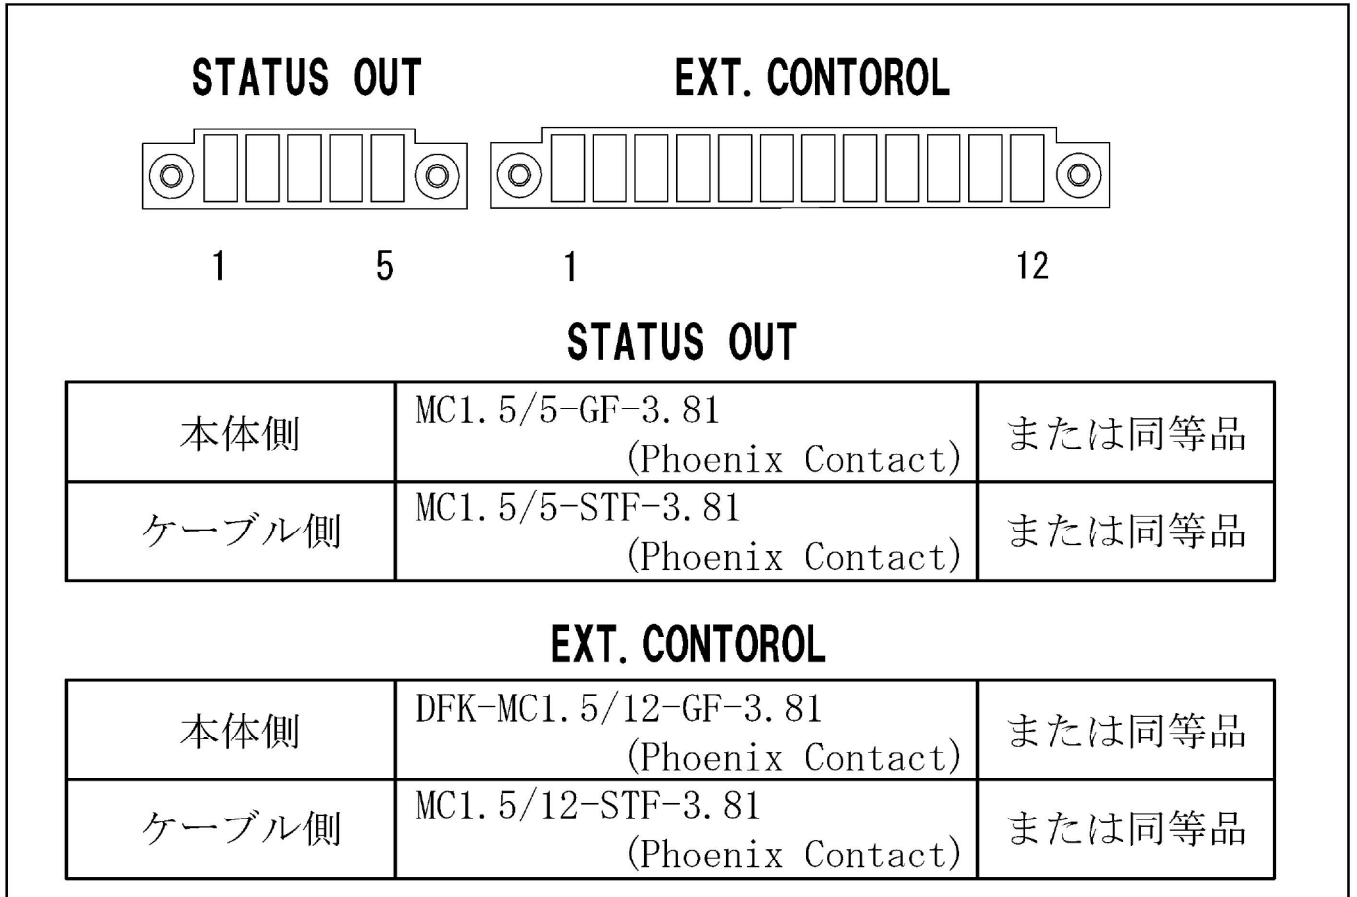 STATUS OUT EXT. CONTOROL
1 5 1 12
STATUS OUT
本体側 MC1.5/5-GF-3.81 または同等品
(Phoenix Contact)
ケーブル側 MC1.5/5-STF-3.81 または同等品
(Phoenix Contact)
EXT. CONTOROL
本体側 DFK-MC1.5/12-GF-3.81 または同等品
(Phoenix Contact)
ケーブル側 MC1.5/12-STF-3.81 または同等品
(Phoenix Contact)